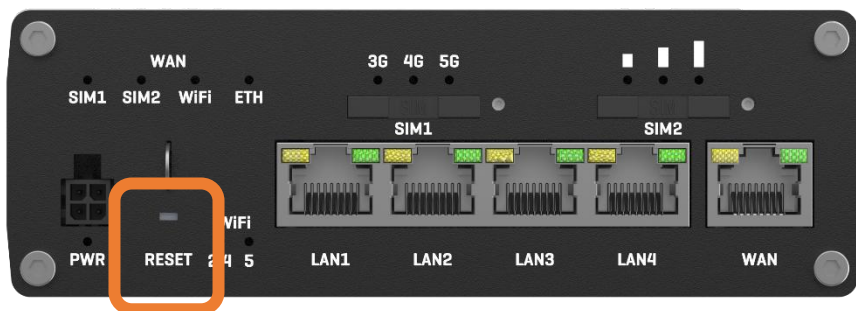 WAN
3G 4G 5G
SIM1 SIM2 WiFi ETH
SIM1
SIM2
WiFi
PWR RESET 2.4 5 LAN1 LAN2 LAN3 LAN4 WAN